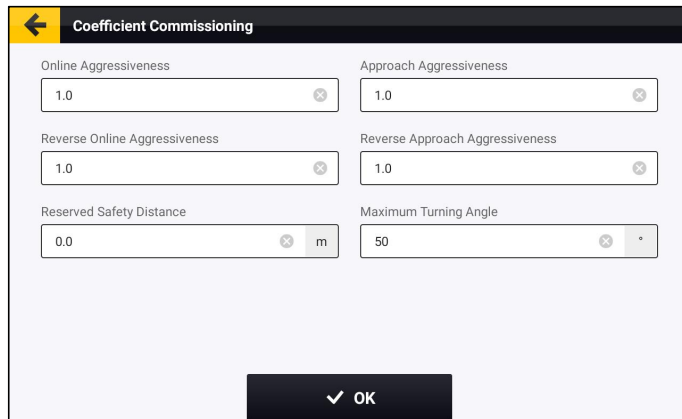 Coefficient Commissioning
Online Aggressiveness
Approach Aggressiveness
1.0
1.0
Reverse Online Aggressiveness
Reverse Approach Aggressiveness
1.0
1.0
Reserved Safety Distance
Maximum Turning Angle
0.0 m
50 °
OK